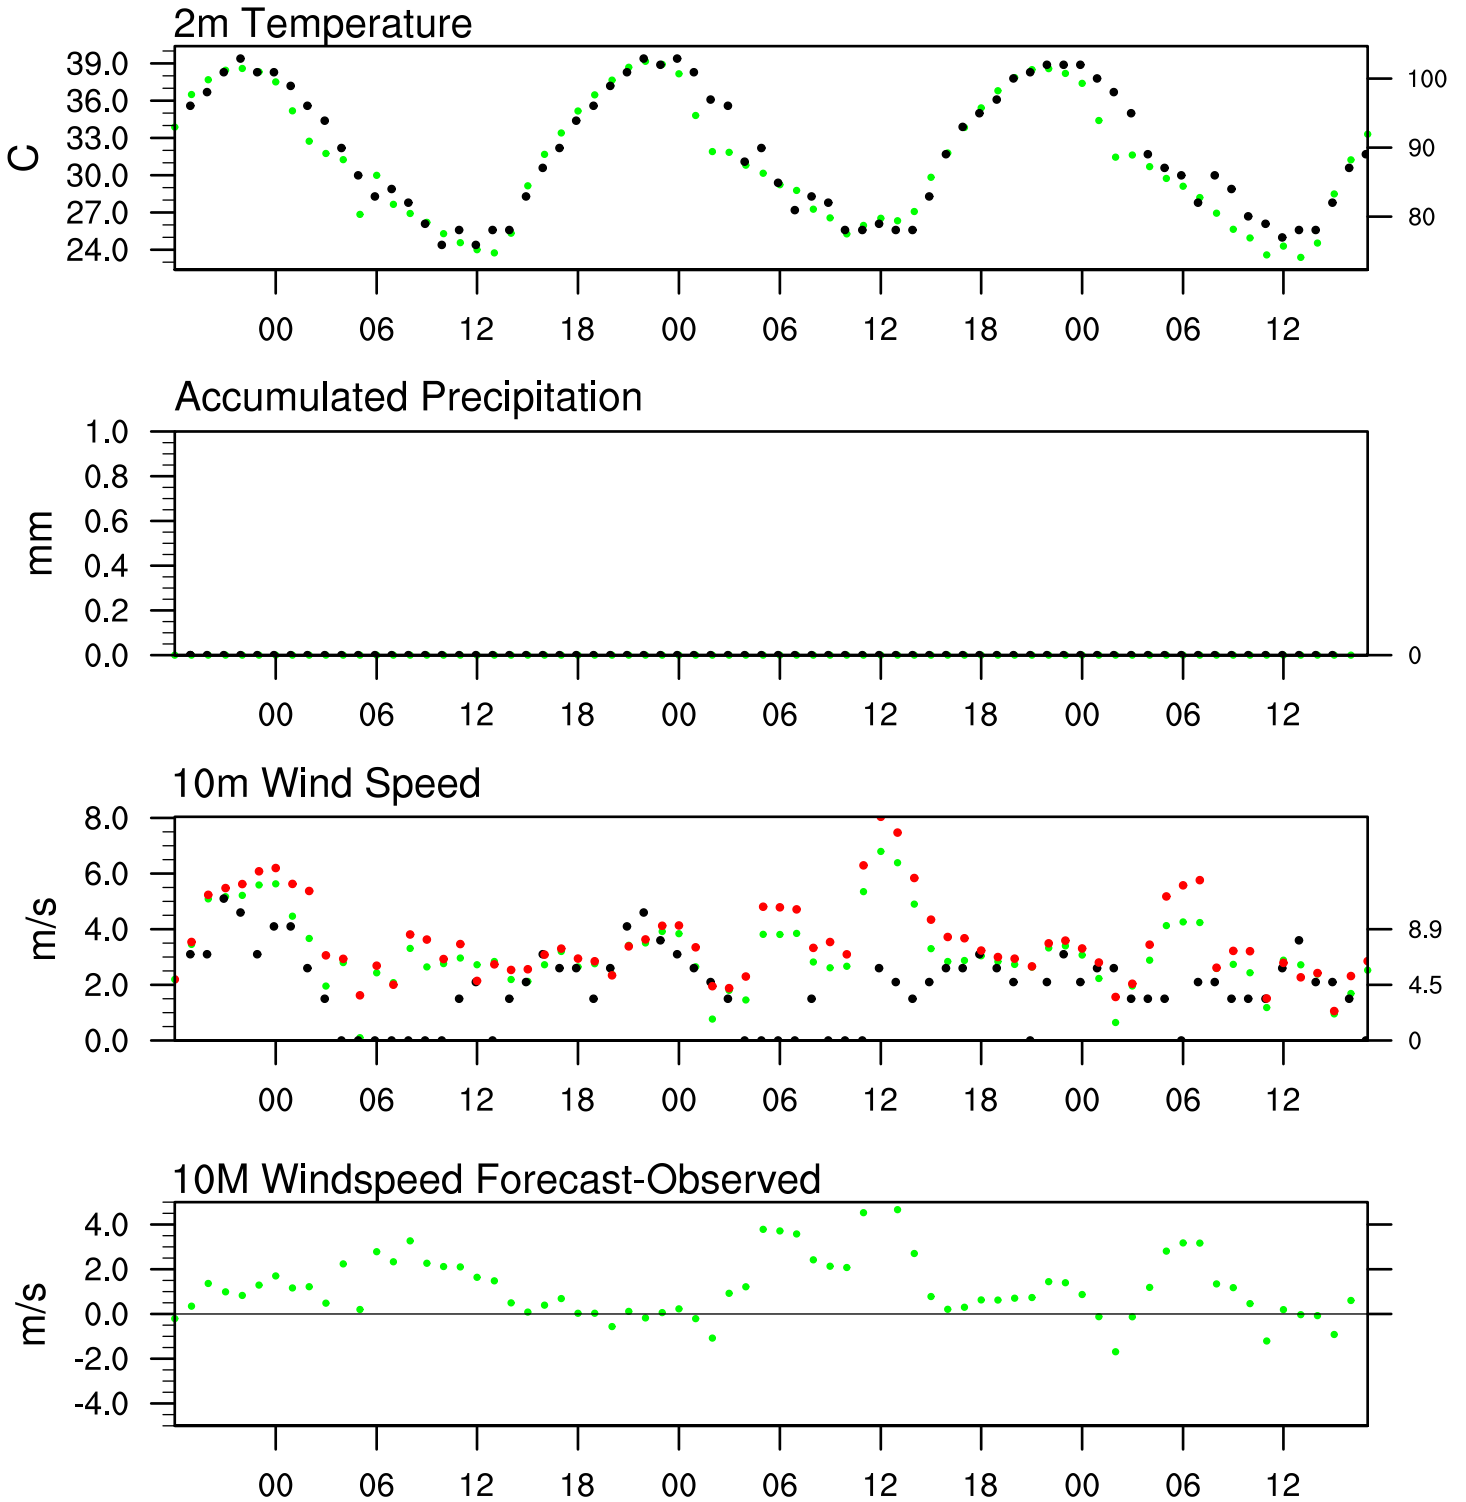 2m Temperature
39.0
36.0
33.0
30.0
27.0
24.0
C
100
90
80
00 06 12 18 00 06 12 18 00 06 12
Accumulated Precipitation
1.0
0.8
0.6
0.4
0.2
0.0
mm
0
00 06 12 18 00 06 12 18 00 06 12
10m Wind Speed
8.0
6.0
4.0
2.0
0.0
m/s
8.9
4.5
0
00 06 12 18 00 06 12 18 00 06 12
10M Windspeed Forecast-Observed
4.0
2.0
0.0
-2.0
-4.0
m/s
00 06 12 18 00 06 12 18 00 06 12